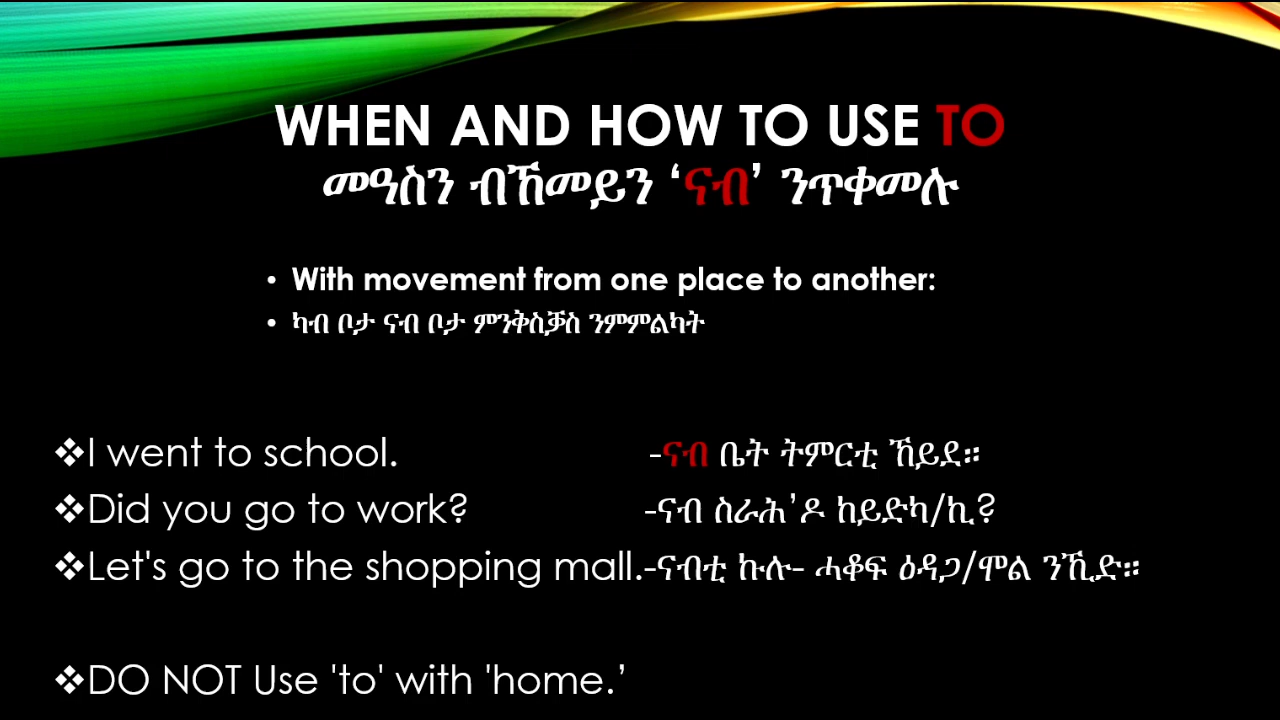 WHEN AND HOW TO USE TO
መዓስን ብኸመይን ‘ናብ’ ንጥቀመሉ
• With movement from one place to another:
• ካብ ቦታ ናብ ቦታ ምንቅስቓስ ንምምልካት
❖I went to school. -ናብ ቤት ትምርቲ ኸይደ።
❖Did you go to work? -ናብ ስራሕ’ዶ ከይድካ/ኪ?
❖Let's go to the shopping mall.-ናብቲ ኩሉ- ሓቆፍ ዕዳጋ/ሞል ንኺድ።
❖DO NOT Use 'to' with 'home.’